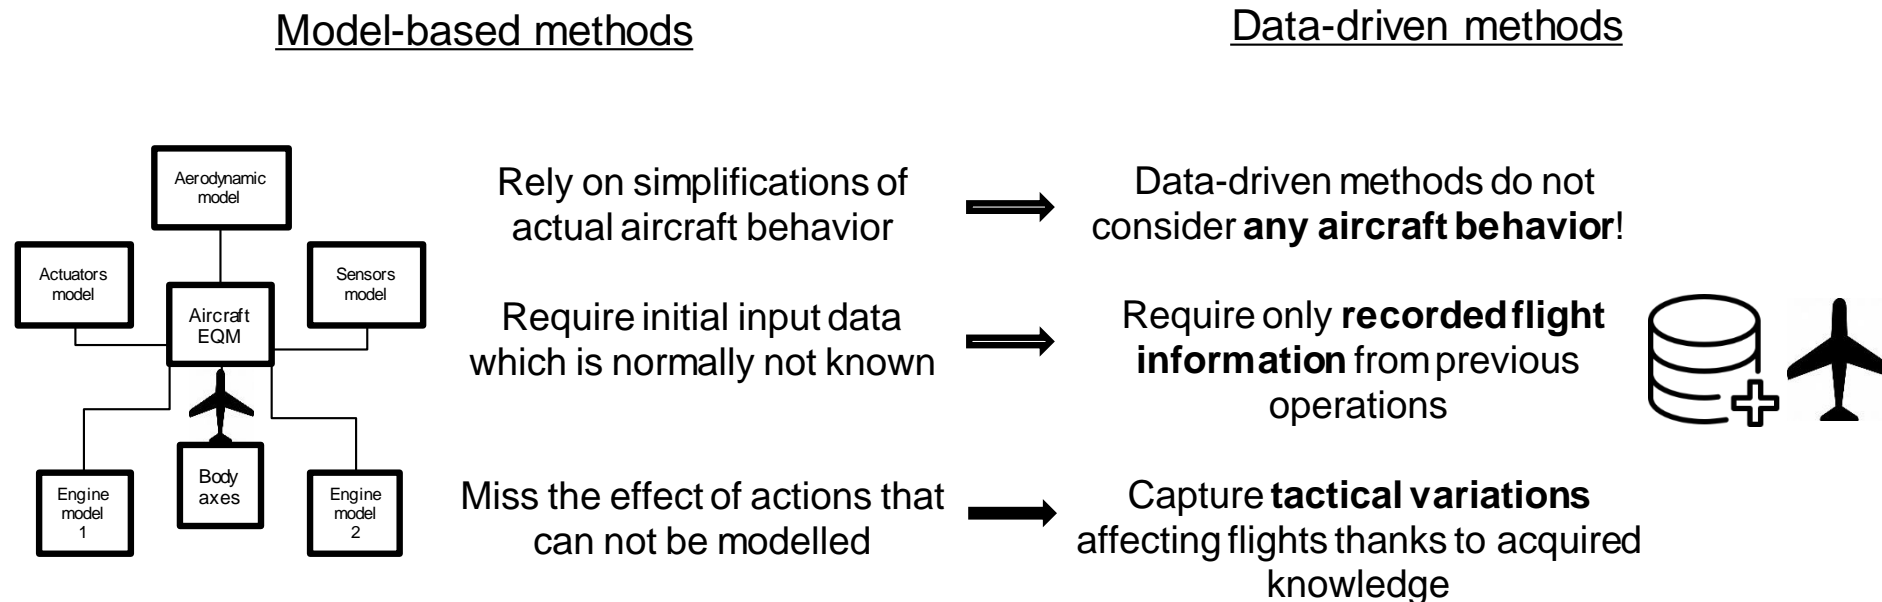 Model-based methods
Data-driven methods
Aerodynamic
model
Actuators
model
Sensors
model
Aircraft
EQM
Body
axes
Engine
model
1
Engine
model
2
Rely on simplifications of
actual aircraft behavior
Data-driven methods do not
consider any aircraft behavior!
Require initial input data
which is normally not known
Require only recorded flight
information from previous
operations
Miss the effect of actions that
can not be modelled
Capture tactical variations
affecting flights thanks to acquired
knowledge